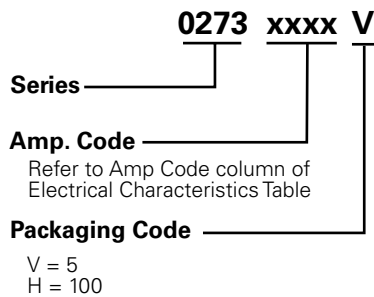 0273 xxxx V
Series
Amp. Code
Refer to Amp Code column of
Electrical Characteristics Table
Packaging Code
V = 5
H = 100